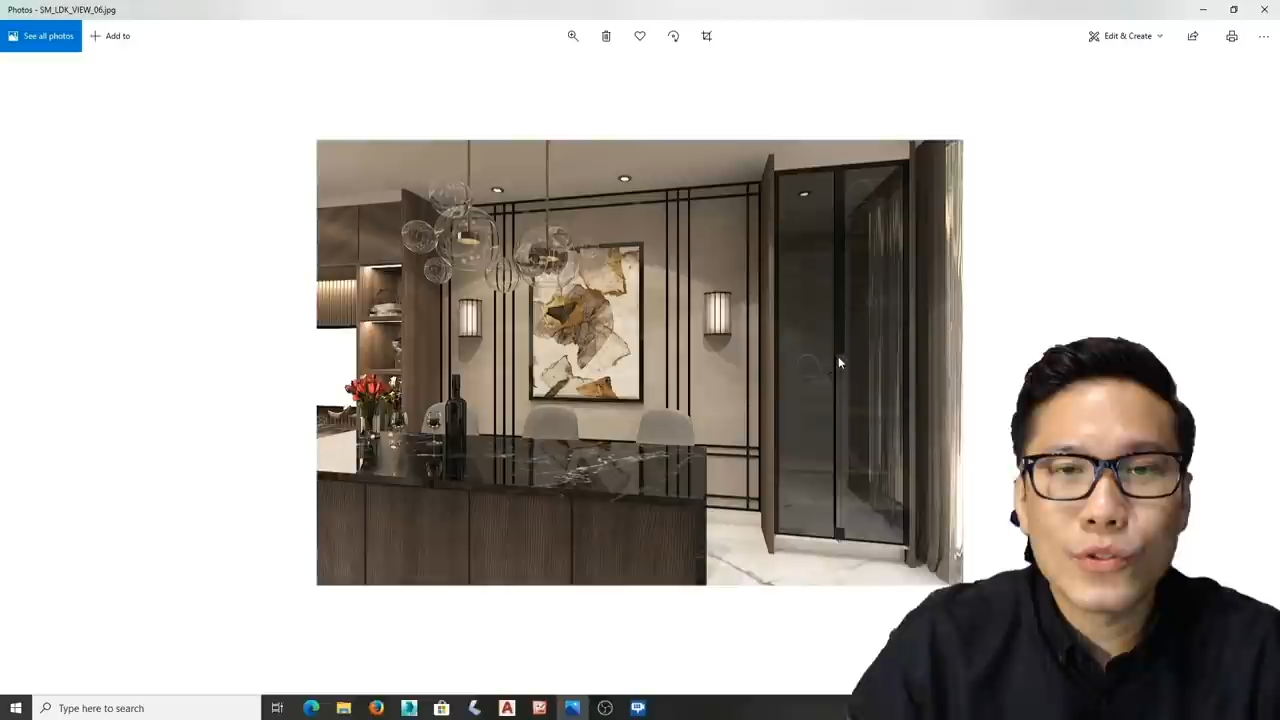 Photos - SM_LDK_VIEW_06.jpg
See all photos
Add to
Edit & Create
Type here to search